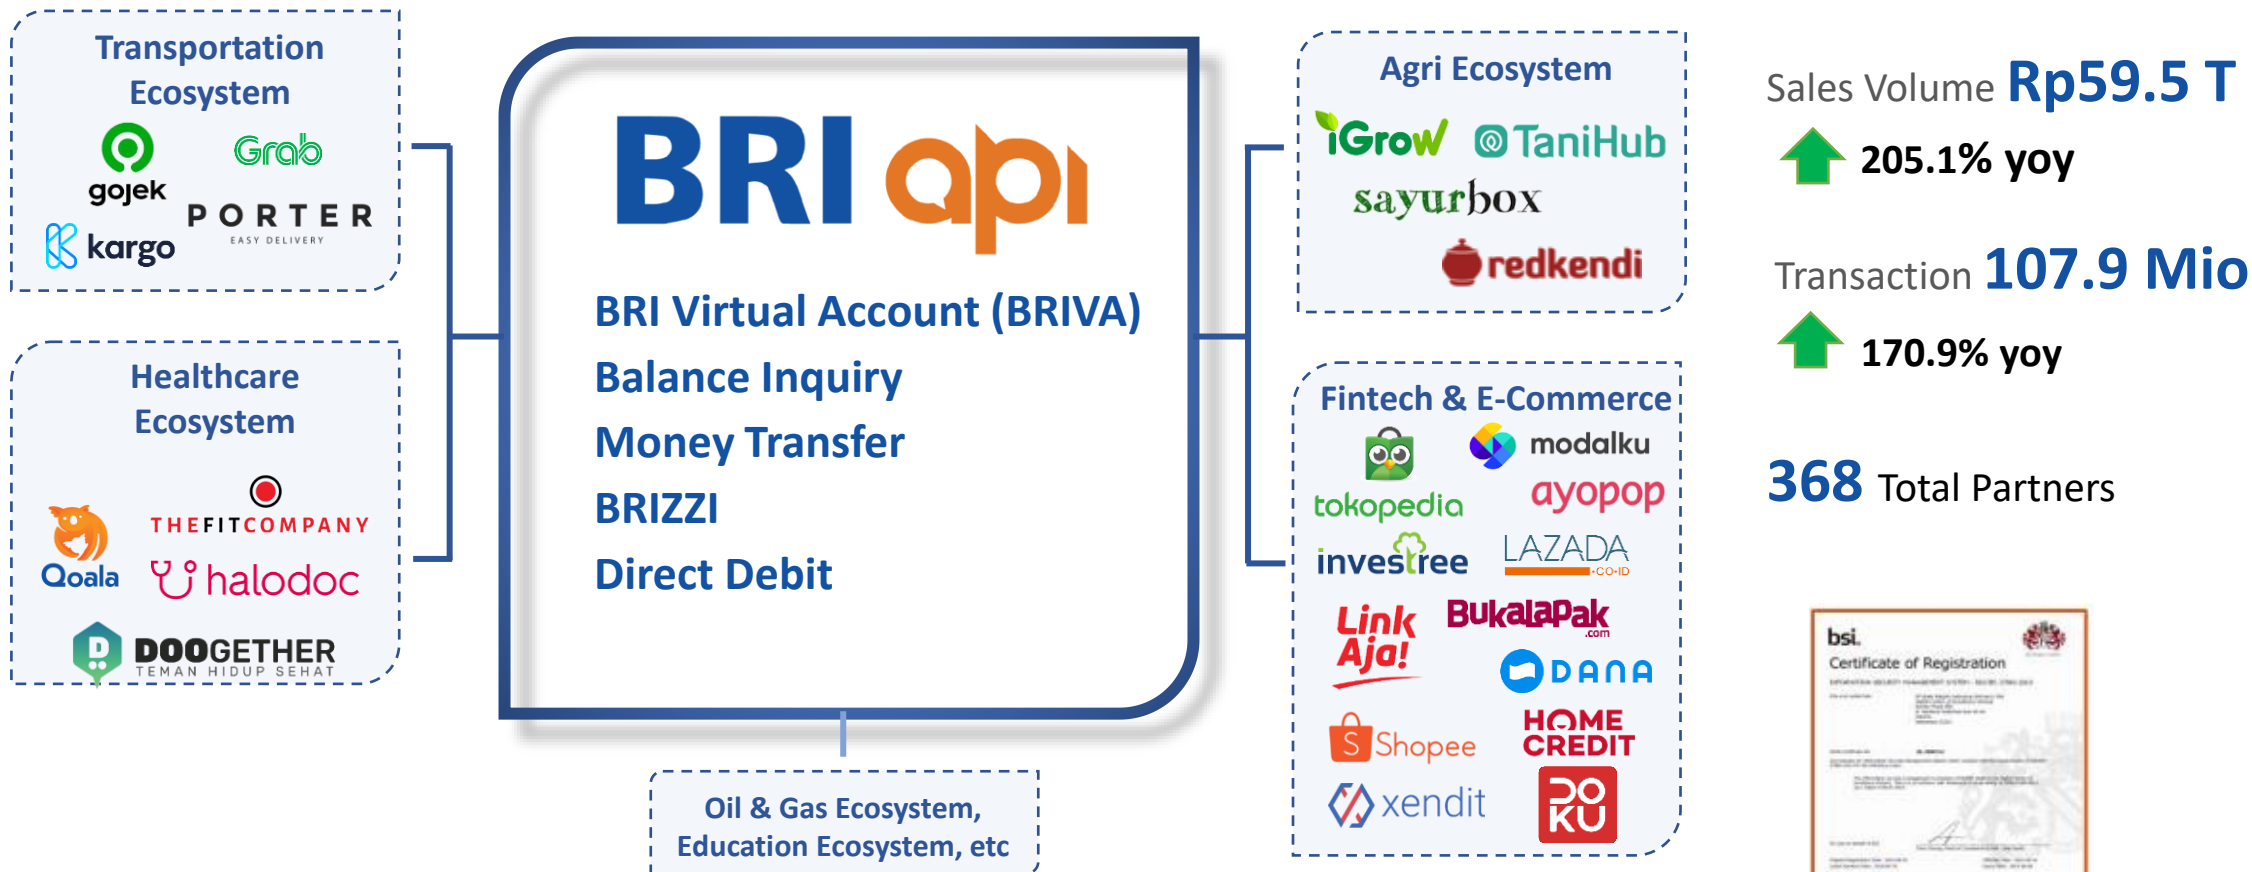 Transportation
Ecosystem
gojek
Grab
kargo
PORTER
EASY DELIVERY
Healthcare
Ecosystem
Qoala
THEFITCOMPANY
halodoc
DOOGETHER
TEMAN HIDUP SEHAT
BRI api
BRI Virtual Account (BRIVA)
Balance Inquiry
Money Transfer
BRIZZI
Direct Debit
Oil & Gas Ecosystem,
Education Ecosystem, etc
Agri Ecosystem
iGrow
TaniHub
sayurbox
redkendi
Fintech & E-Commerce
tokopedia
modalku
ayopop
investree
LAZADA
.CO.ID
Link
Aja!
BukaLapak
.com
DANA
Shopee
HOME
CREDIT
xendit
DO
KU
Sales Volume Rp59.5 T
205.1% yoy
Transaction 107.9 Mio
170.9% yoy
368 Total Partners
bsi.
Certificate of Registration